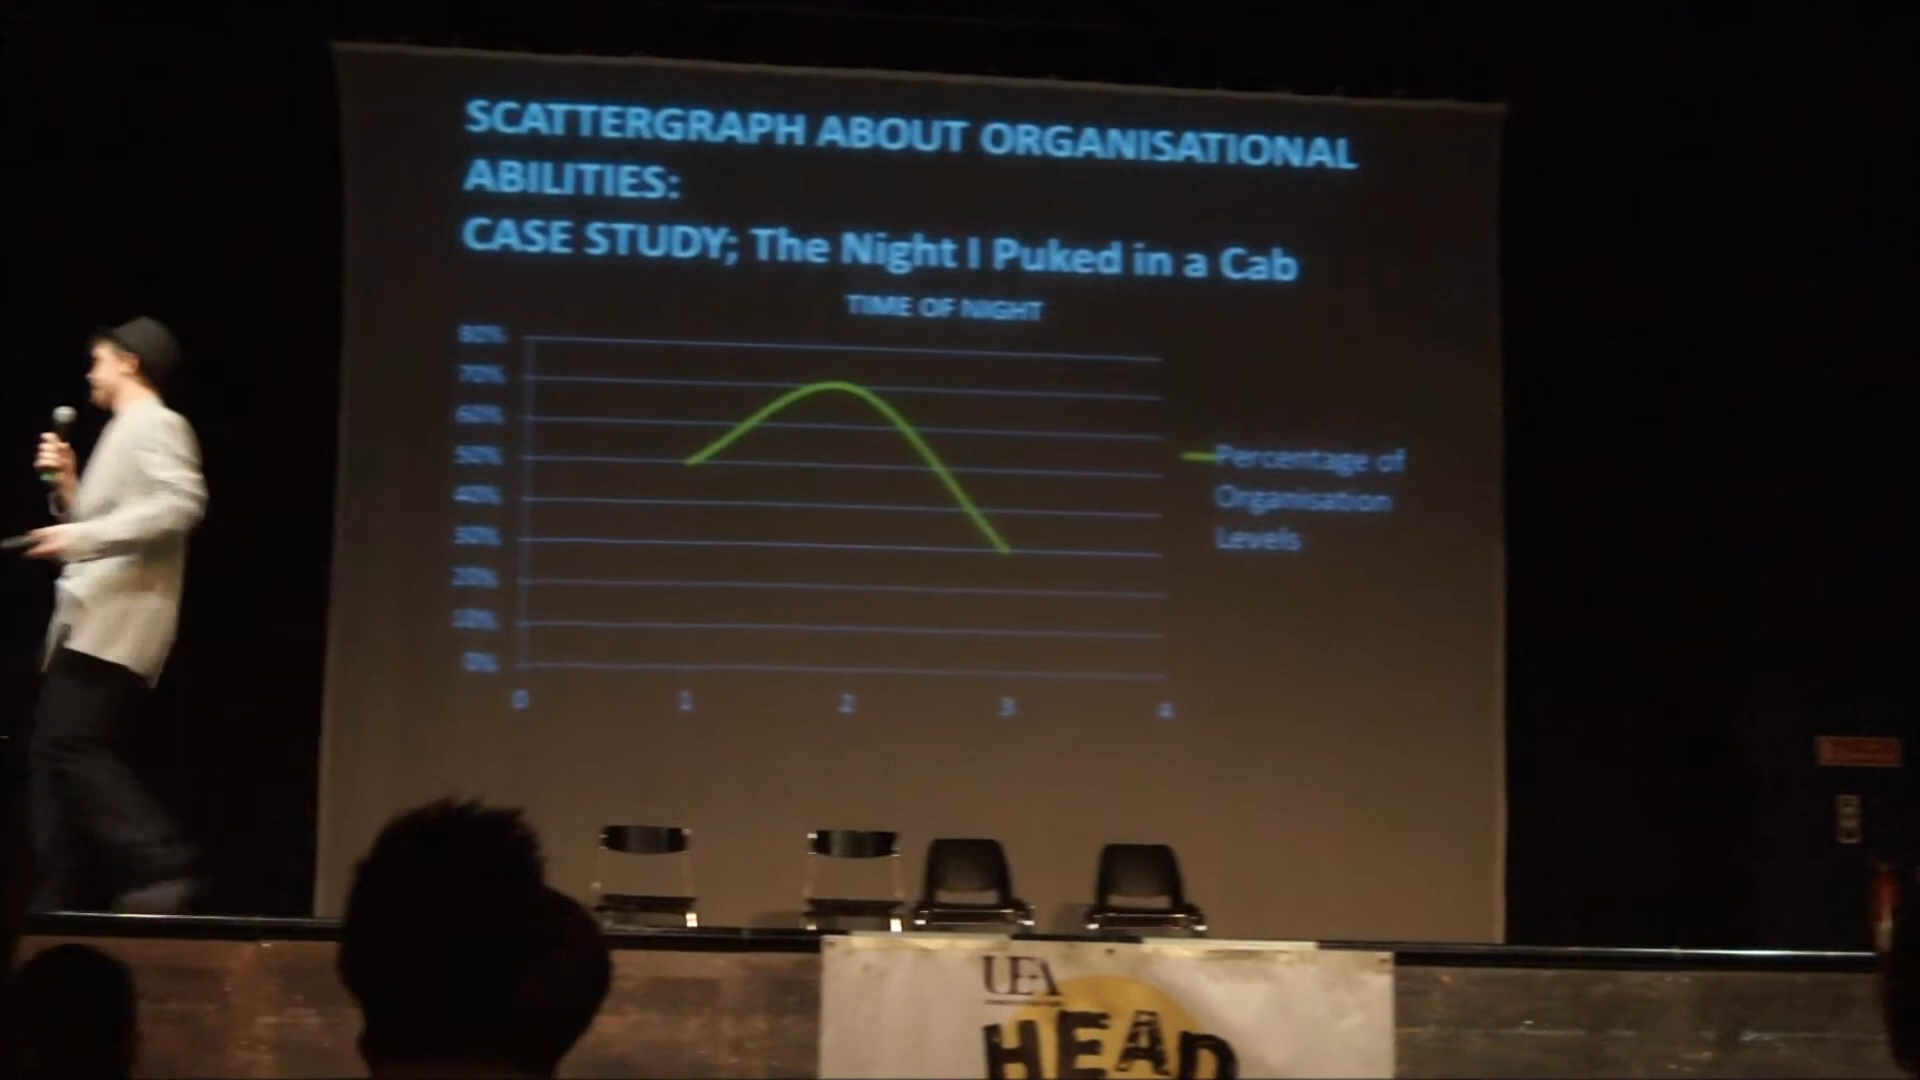 SCATTERGRAPH ABOUT ORGANISATIONAL
ABILITIES:
CASE STUDY; The Night I Puked in a Cab
TIME OF NIGHT
80%
70%
60%
50%
40%
30%
20%
10%
0%
0 1 2 3 4
Percentage of
Organisation
Levels
UEA
HEAD